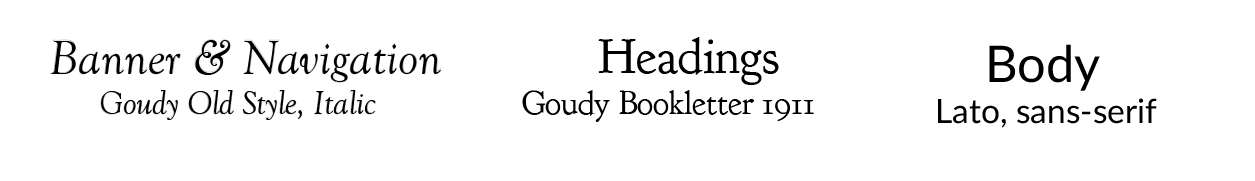 Banner & Navigation
Goudy Old Style, Italic
Headings
Goudy Bookletter 1911
Body
Lato, sans-serif